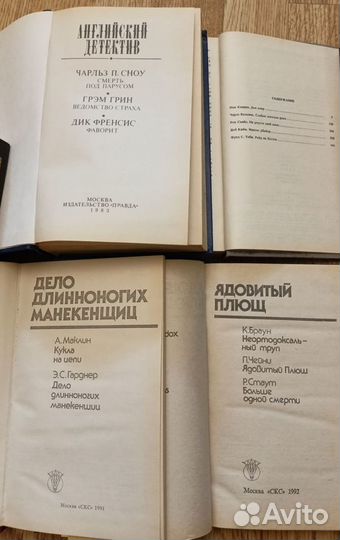 АНГЛИЙСКИЙ
ДЕТЕКТИВ
ЧАРЛЬЗ П. СНОУ
СМЕРТЬ
ПОД ПАРУСОМ
ГРЭМ ГРИН
ВЕДОМСТВО СТРАХА
ДИК ФРЕНСИС
ФАВОРИТ
МОСКВА
ИЗДАТЕЛЬСТВО «ПРАВДА»
1983
СОДЕРЖАНИЕ
ДЕЛО
ДЛИННОНОГИХ
МАНЕКЕНЩИЦ
А. Маклин
Кукла
на цепи
Э.С. Гарднер
Дело
длинноногих
манекенщиц
Москва «СКС» 1991
dox
ЯДОВИТЫЙ
ПЛЮЩ
К. Браун
Неортодоксаль-
ный труп
П. Чейни
Ядовитый Плющ
Р. Стаут
Больше
одной смерти
Москва «СКС» 1992
Avito